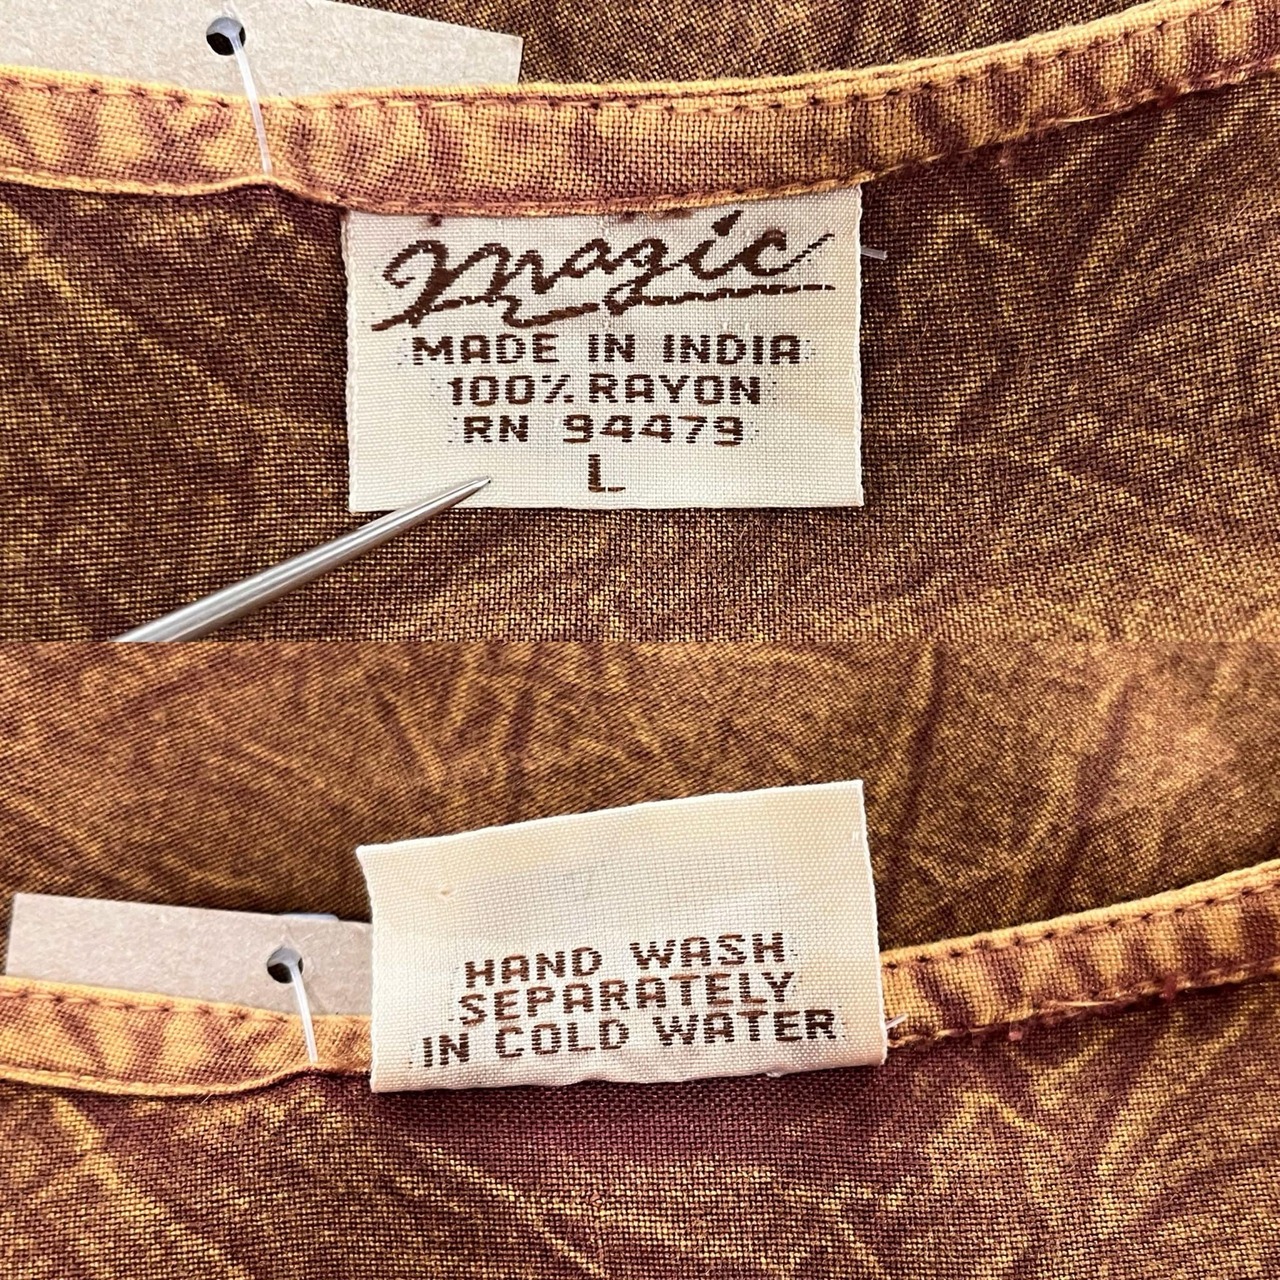 magic
MADE IN INDIA
100% RAYON
RN 94479
L
HAND WASH
SEPARATELY
IN COLD WATER